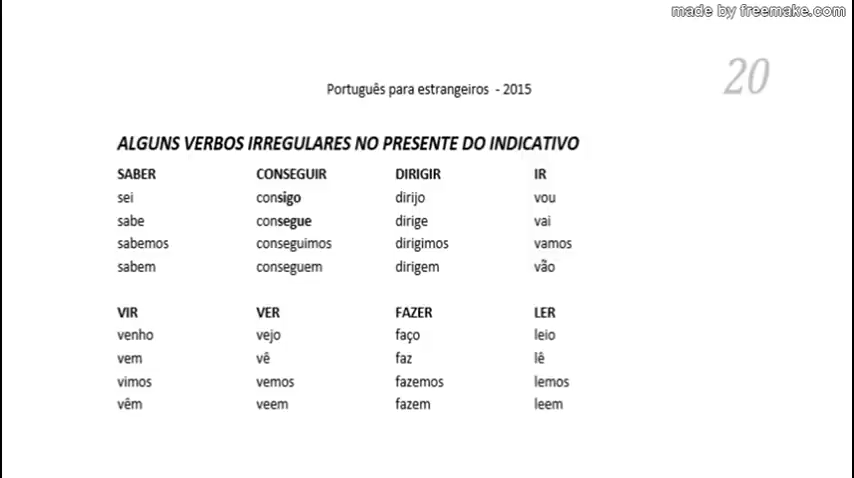 made by freemake.com
20
Português para estrangeiros - 2015
ALGUNS VERBOS IRREGULARES NO PRESENTE DO INDICATIVO
SABER CONSEGUIR DIRIGIR IR
sei consigo dirijo vou
sabe consegue dirige vai
sabemos conseguimos dirigimos vamos
sabem conseguem dirigem vão
VIR VER FAZER LER
venho vejo faço leio
vem vê faz lê
vimos vemos fazemos lemos
vêm veem fazem leem